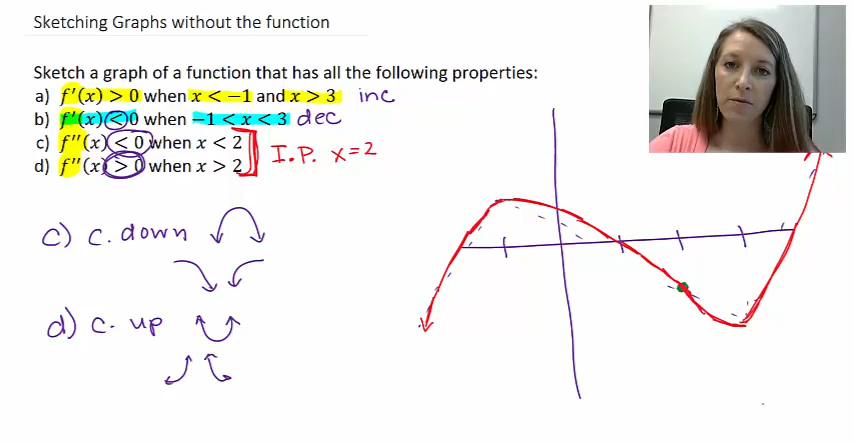 Sketching Graphs without the function
Sketch a graph of a function that has all the following properties:
a) f'(x) > 0 when x < −1 and x > 3 inc
b) f'(x) < 0 when −1 < x < 3 dec
c) f''(x) < 0 when x < 2
d) f''(x) > 0 when x > 2
I.P. x=2
c) c. down
d) c. up